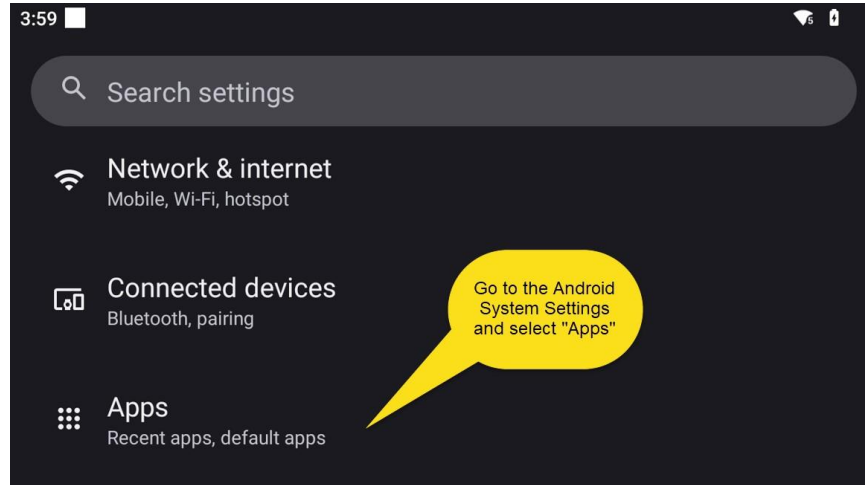 3:59
Search settings
Network & internet
Mobile, Wi-Fi, hotspot
Connected devices
Bluetooth, pairing
Go to the Android
System Settings
and select "Apps"
Apps
Recent apps, default apps